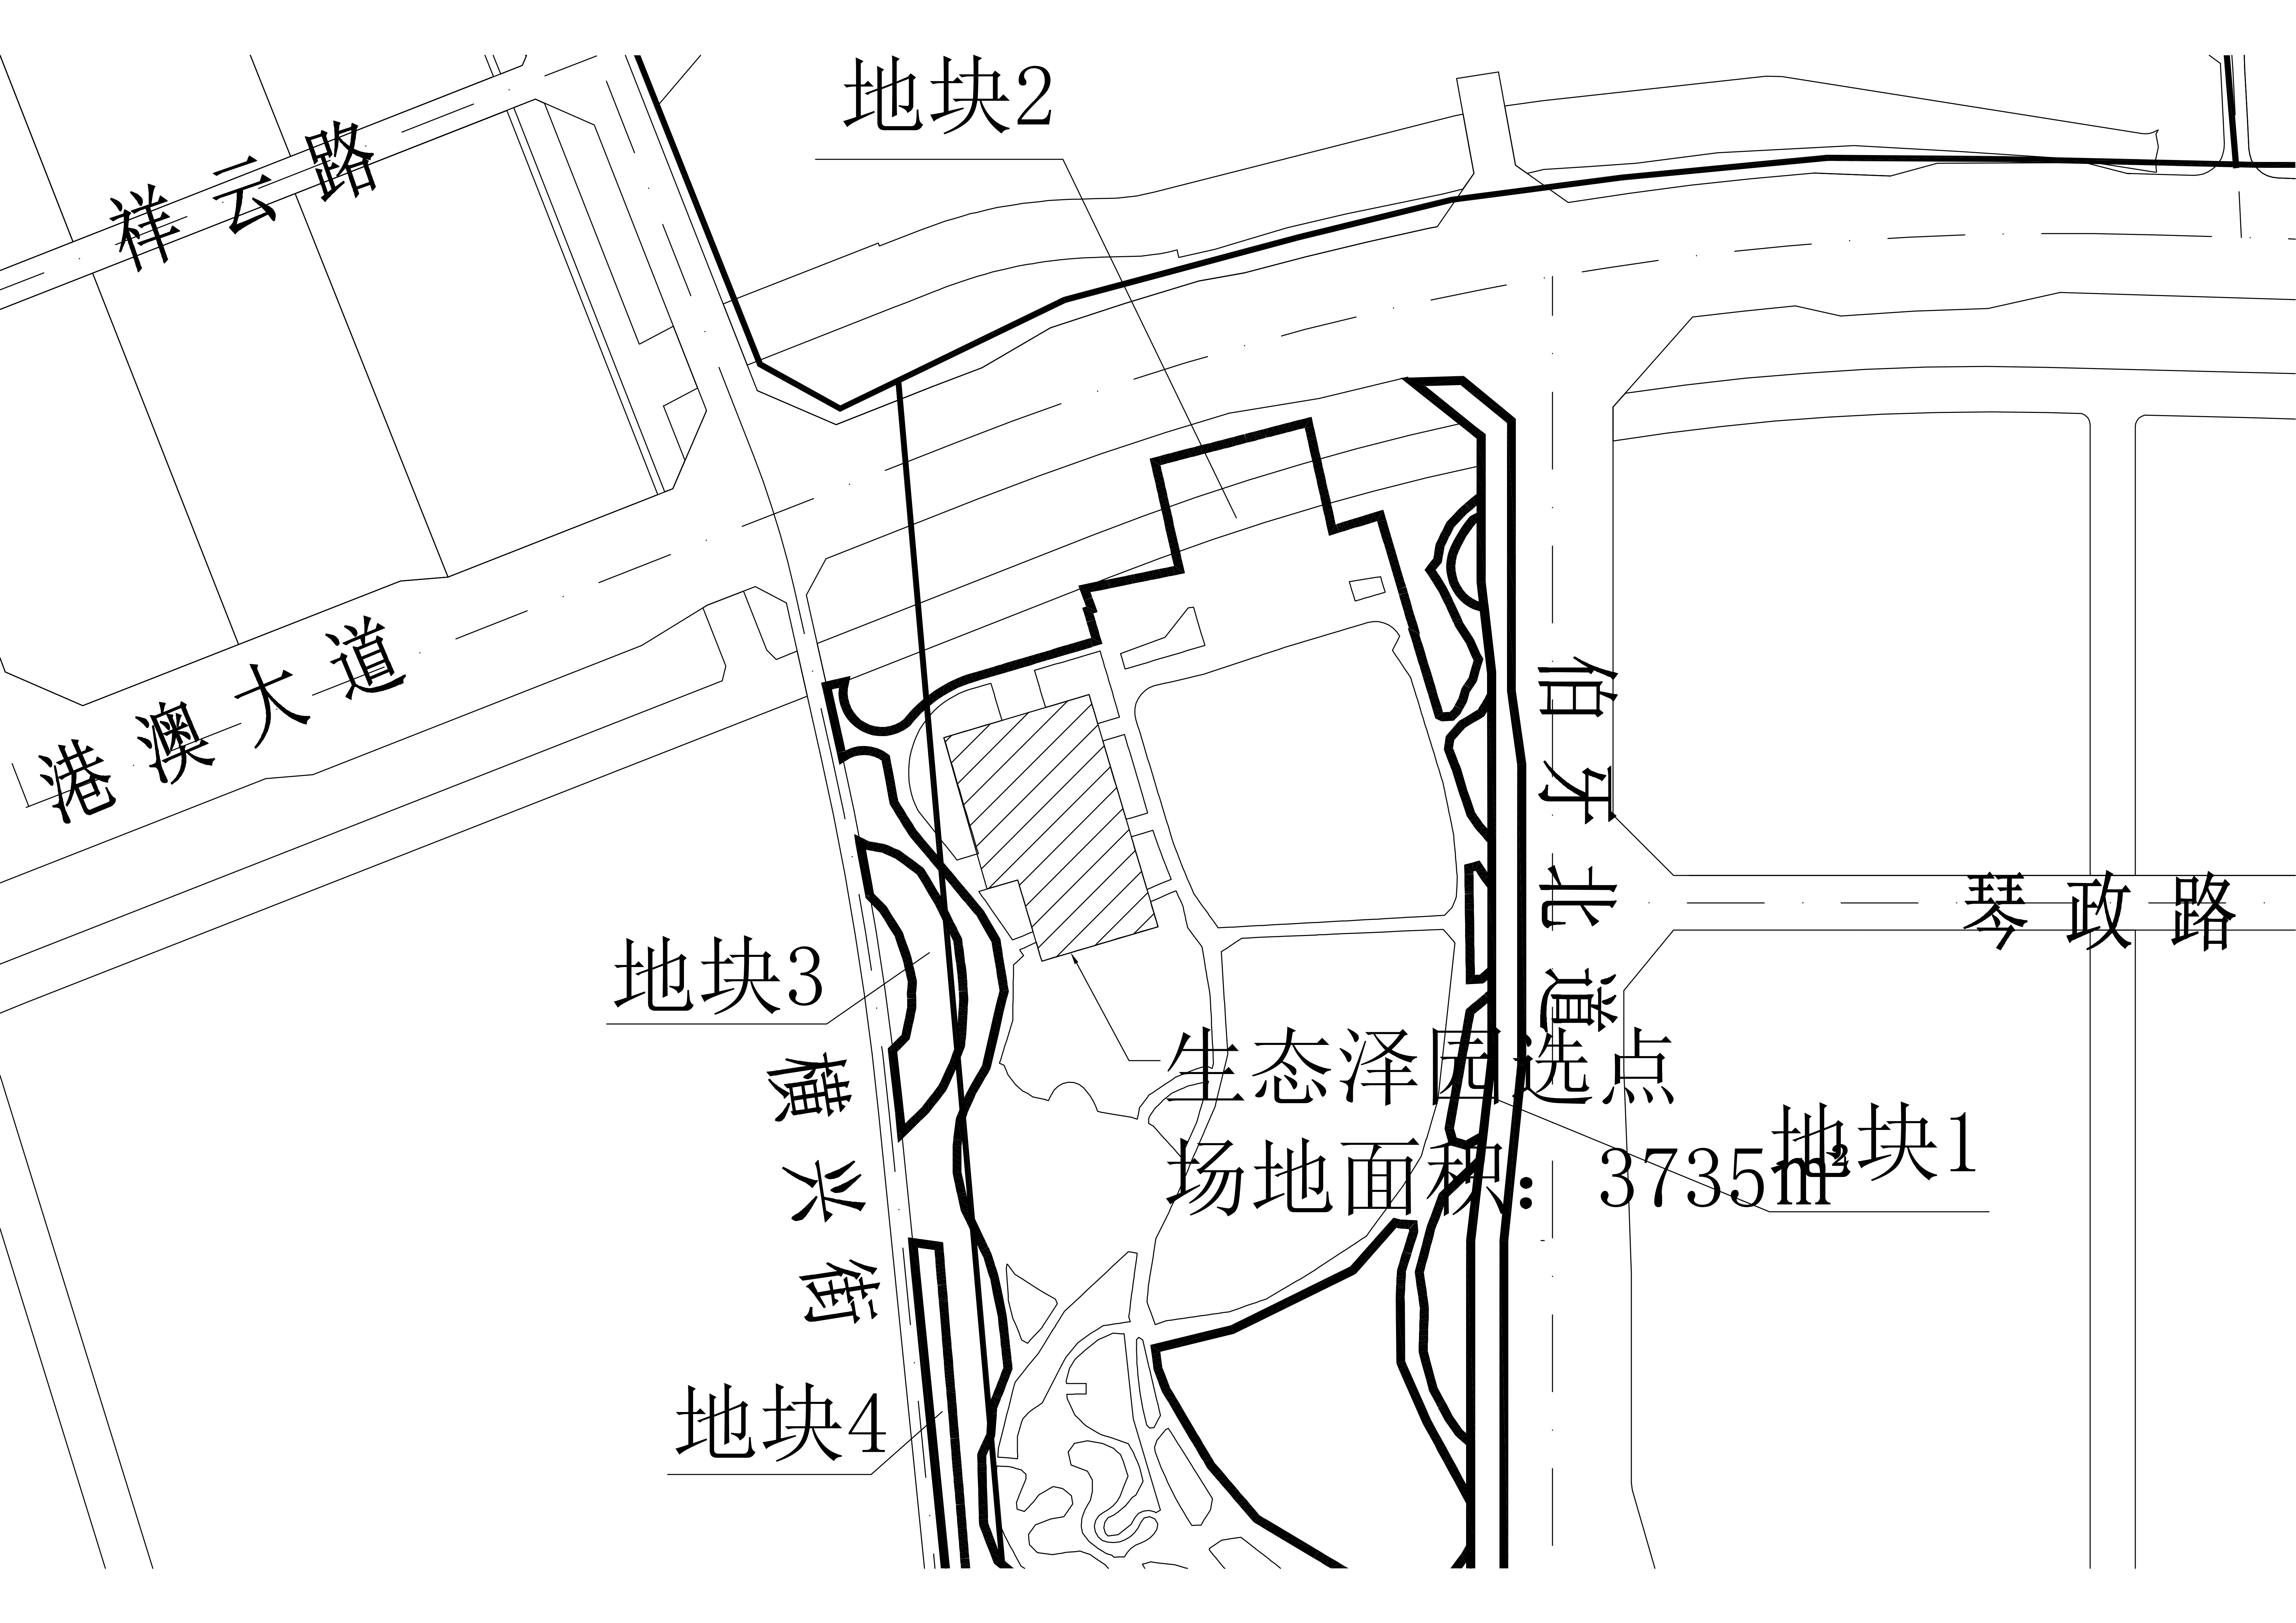 地块2
祥云路
港澳大道
伯牙北道
琴政路
地块3
生态泽园选点
场地面积：3735m²
地块1
水街
地块4